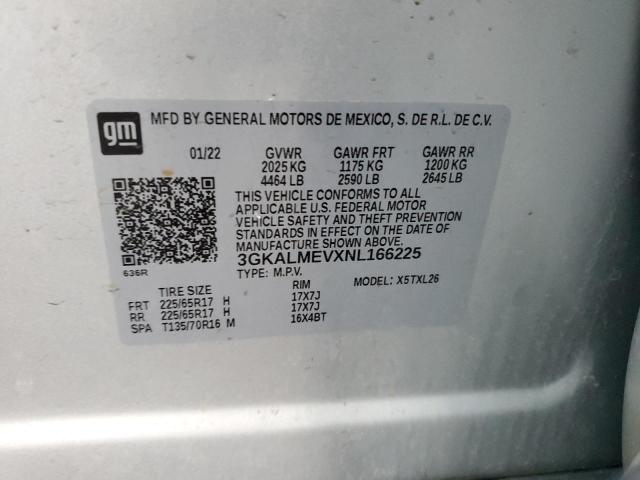 gm
MFD BY GENERAL MOTORS DE MEXICO, S. DE R.L. DE C.V.
01/22 GVWR GAWR FRT GAWR RR
2025 KG 1175 KG 1200 KG
4464 LB 2590 LB 2645 LB
THIS VEHICLE CONFORMS TO ALL
APPLICABLE U.S. FEDERAL MOTOR
VEHICLE SAFETY AND THEFT PREVENTION
STANDARDS IN EFFECT ON THE DATE OF
MANUFACTURE SHOWN ABOVE.
636R
3GKALMEVXNL166225
TYPE: M.P.V. MODEL: X5TXL26
TIRE SIZE RIM
FRT 225/65R17 H 17X7J
RR 225/65R17 H 17X7J
SPA T135/70R16 M 16X4BT